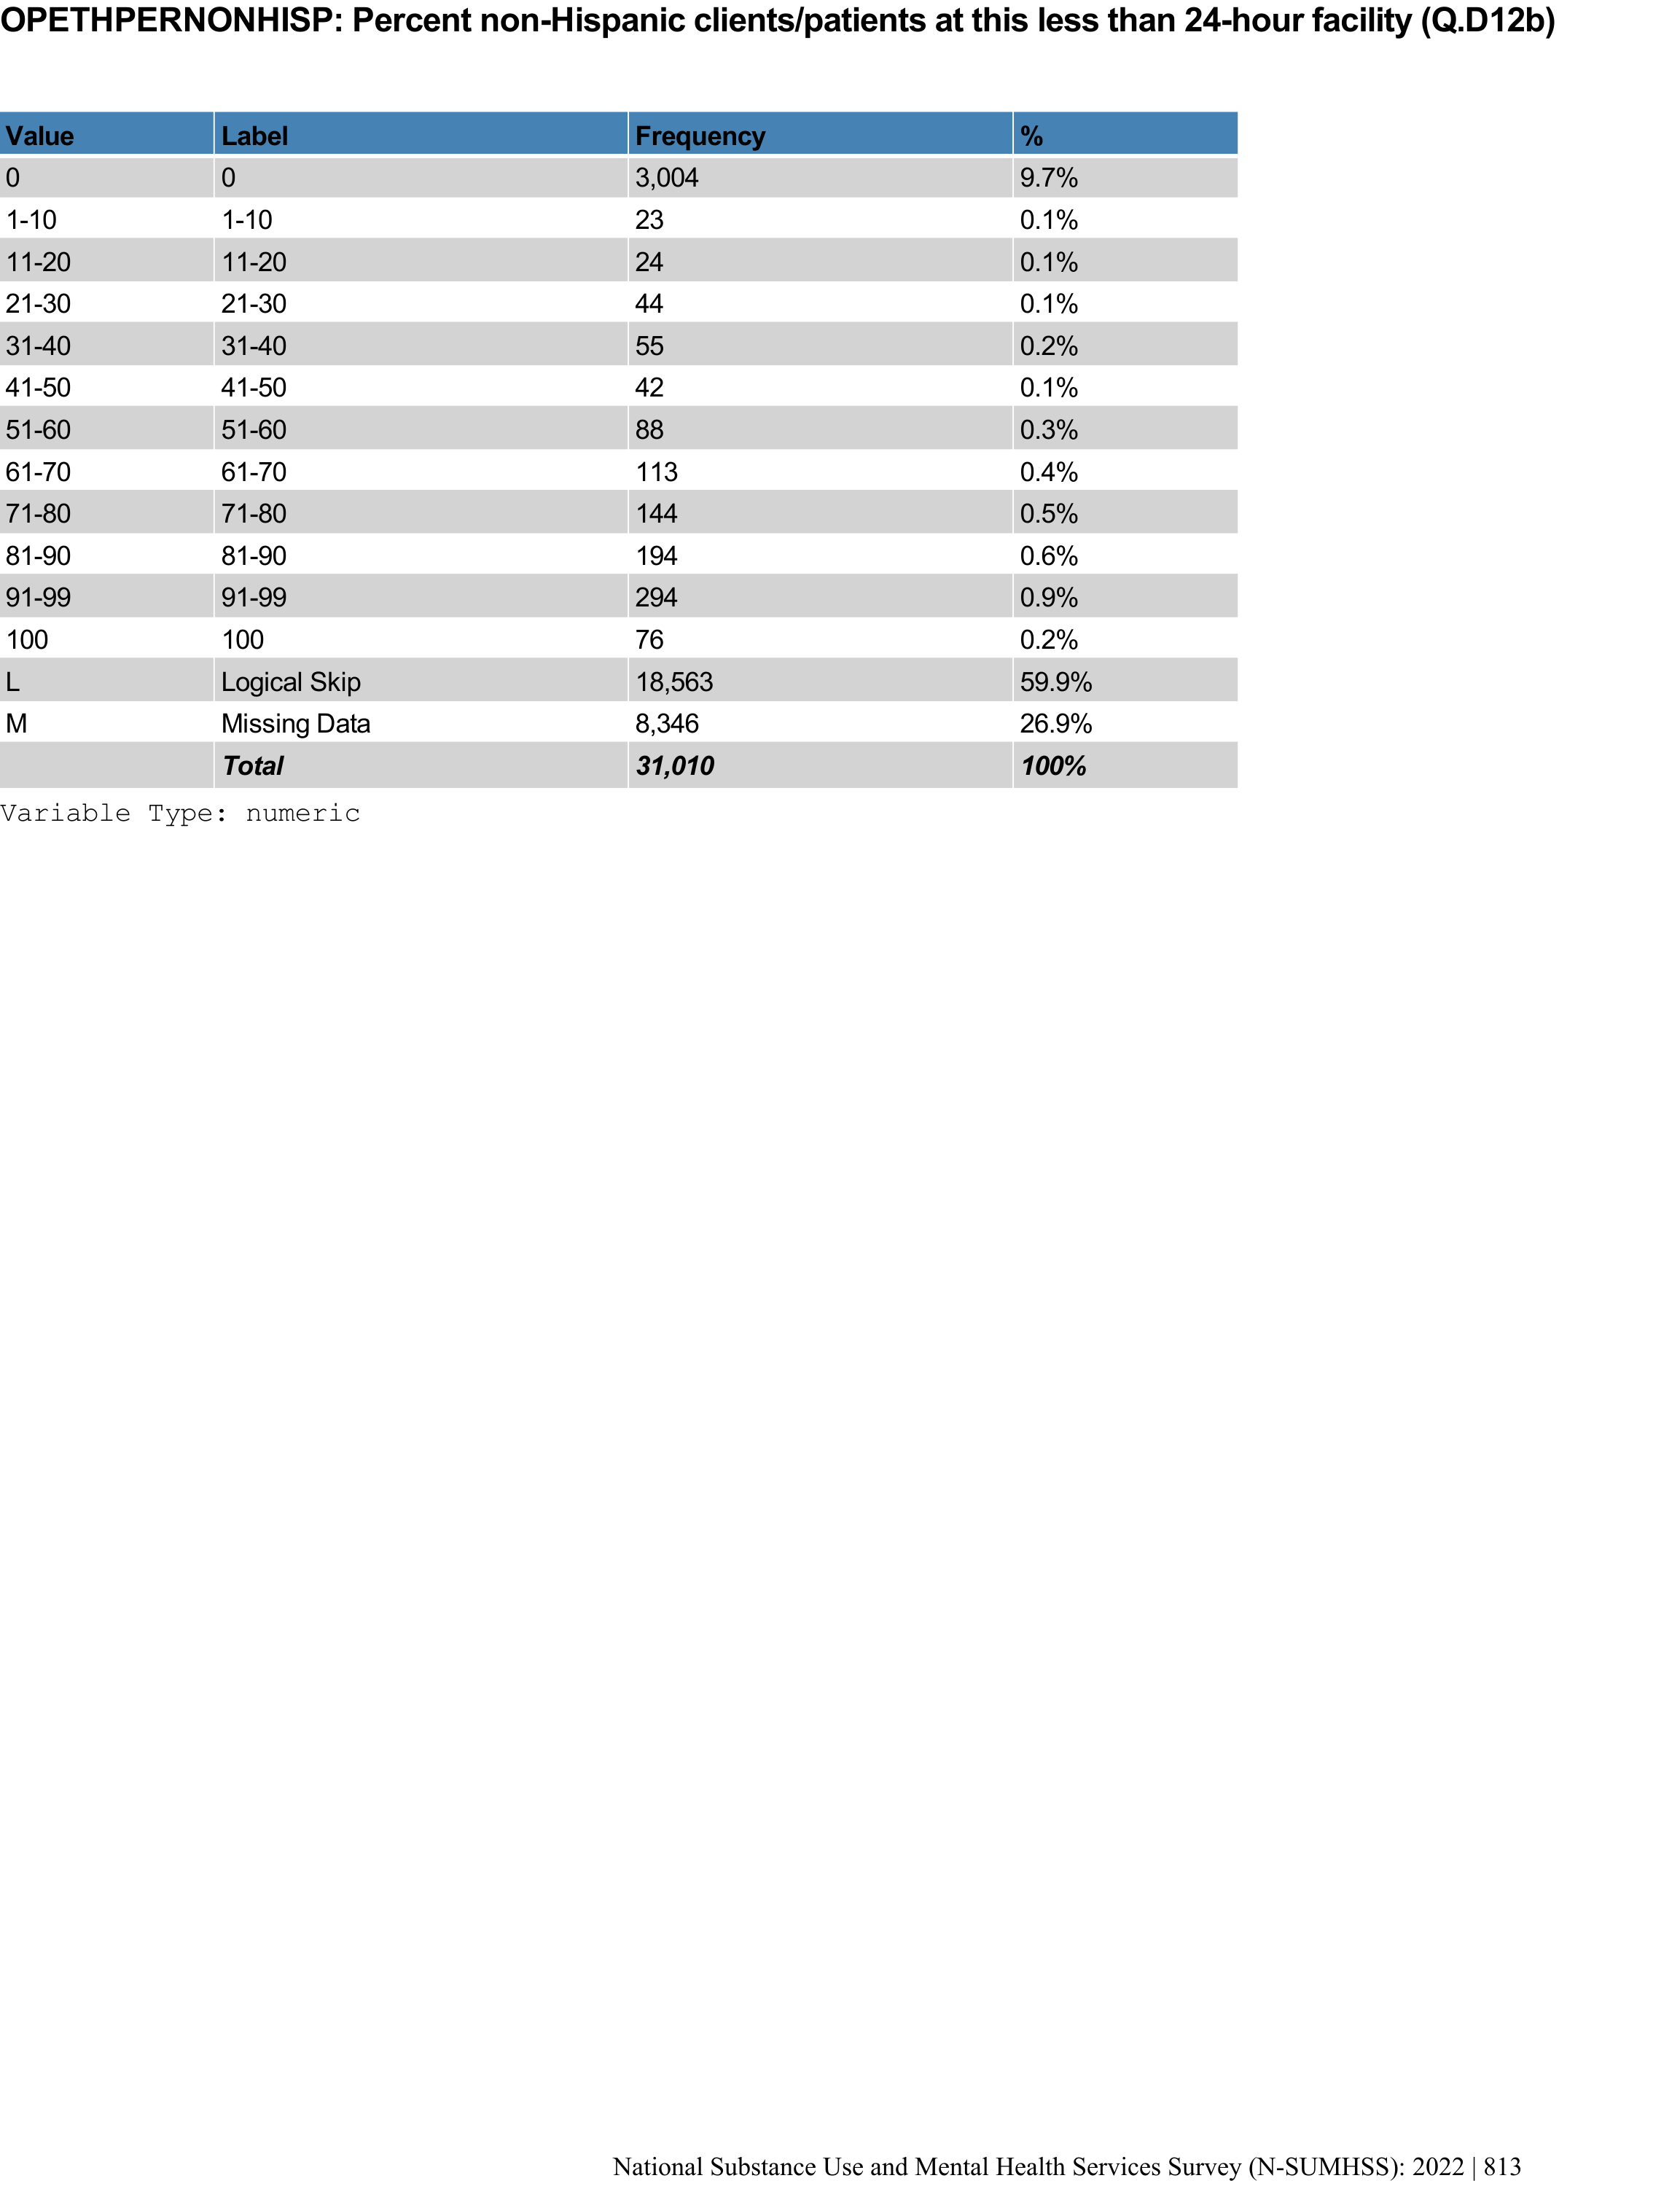 OPETHPERNONHISP: Percent non-Hispanic clients/patients at this less than 24-hour facility (Q.D12b)
Value Label Frequency %
0 0 3,004 9.7%
1-10 1-10 23 0.1%
11-20 11-20 24 0.1%
21-30 21-30 44 0.1%
31-40 31-40 55 0.2%
41-50 41-50 42 0.1%
51-60 51-60 88 0.3%
61-70 61-70 113 0.4%
71-80 71-80 144 0.5%
81-90 81-90 194 0.6%
91-99 91-99 294 0.9%
100 100 76 0.2%
L Logical Skip 18,563 59.9%
M Missing Data 8,346 26.9%
Total 31,010 100%
Variable Type: numeric
National Substance Use and Mental Health Services Survey (N-SUMHSS): 2022 | 813